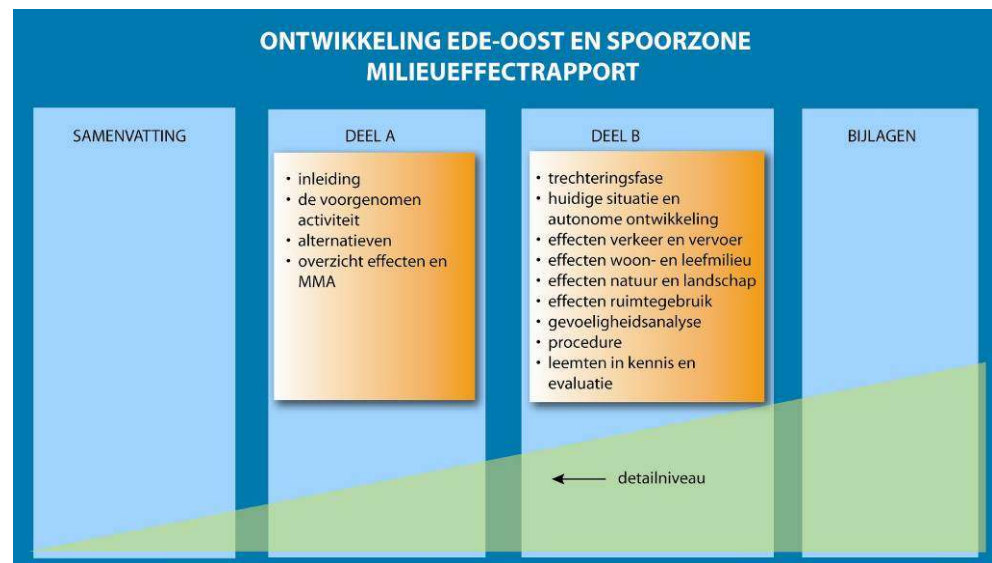 ONTWIKKELING EDE-OOST EN SPOORZONE
MILIEUEFFECTRAPPORT
SAMENVATTING
DEEL A
• inleiding
• de voorgenomen
activiteit
• alternatieven
• overzicht effecten en
MMA
DEEL B
• trechteringsfase
• huidige situatie en
autonome ontwikkeling
• effecten verkeer en vervoer
• effecten woon- en leefmilieu
• effecten natuur en landschap
• effecten ruimtegebruik
• gevoeligheidsanalyse
• procedure
• leemten in kennis en
evaluatie
BIJLAGEN
detailniveau